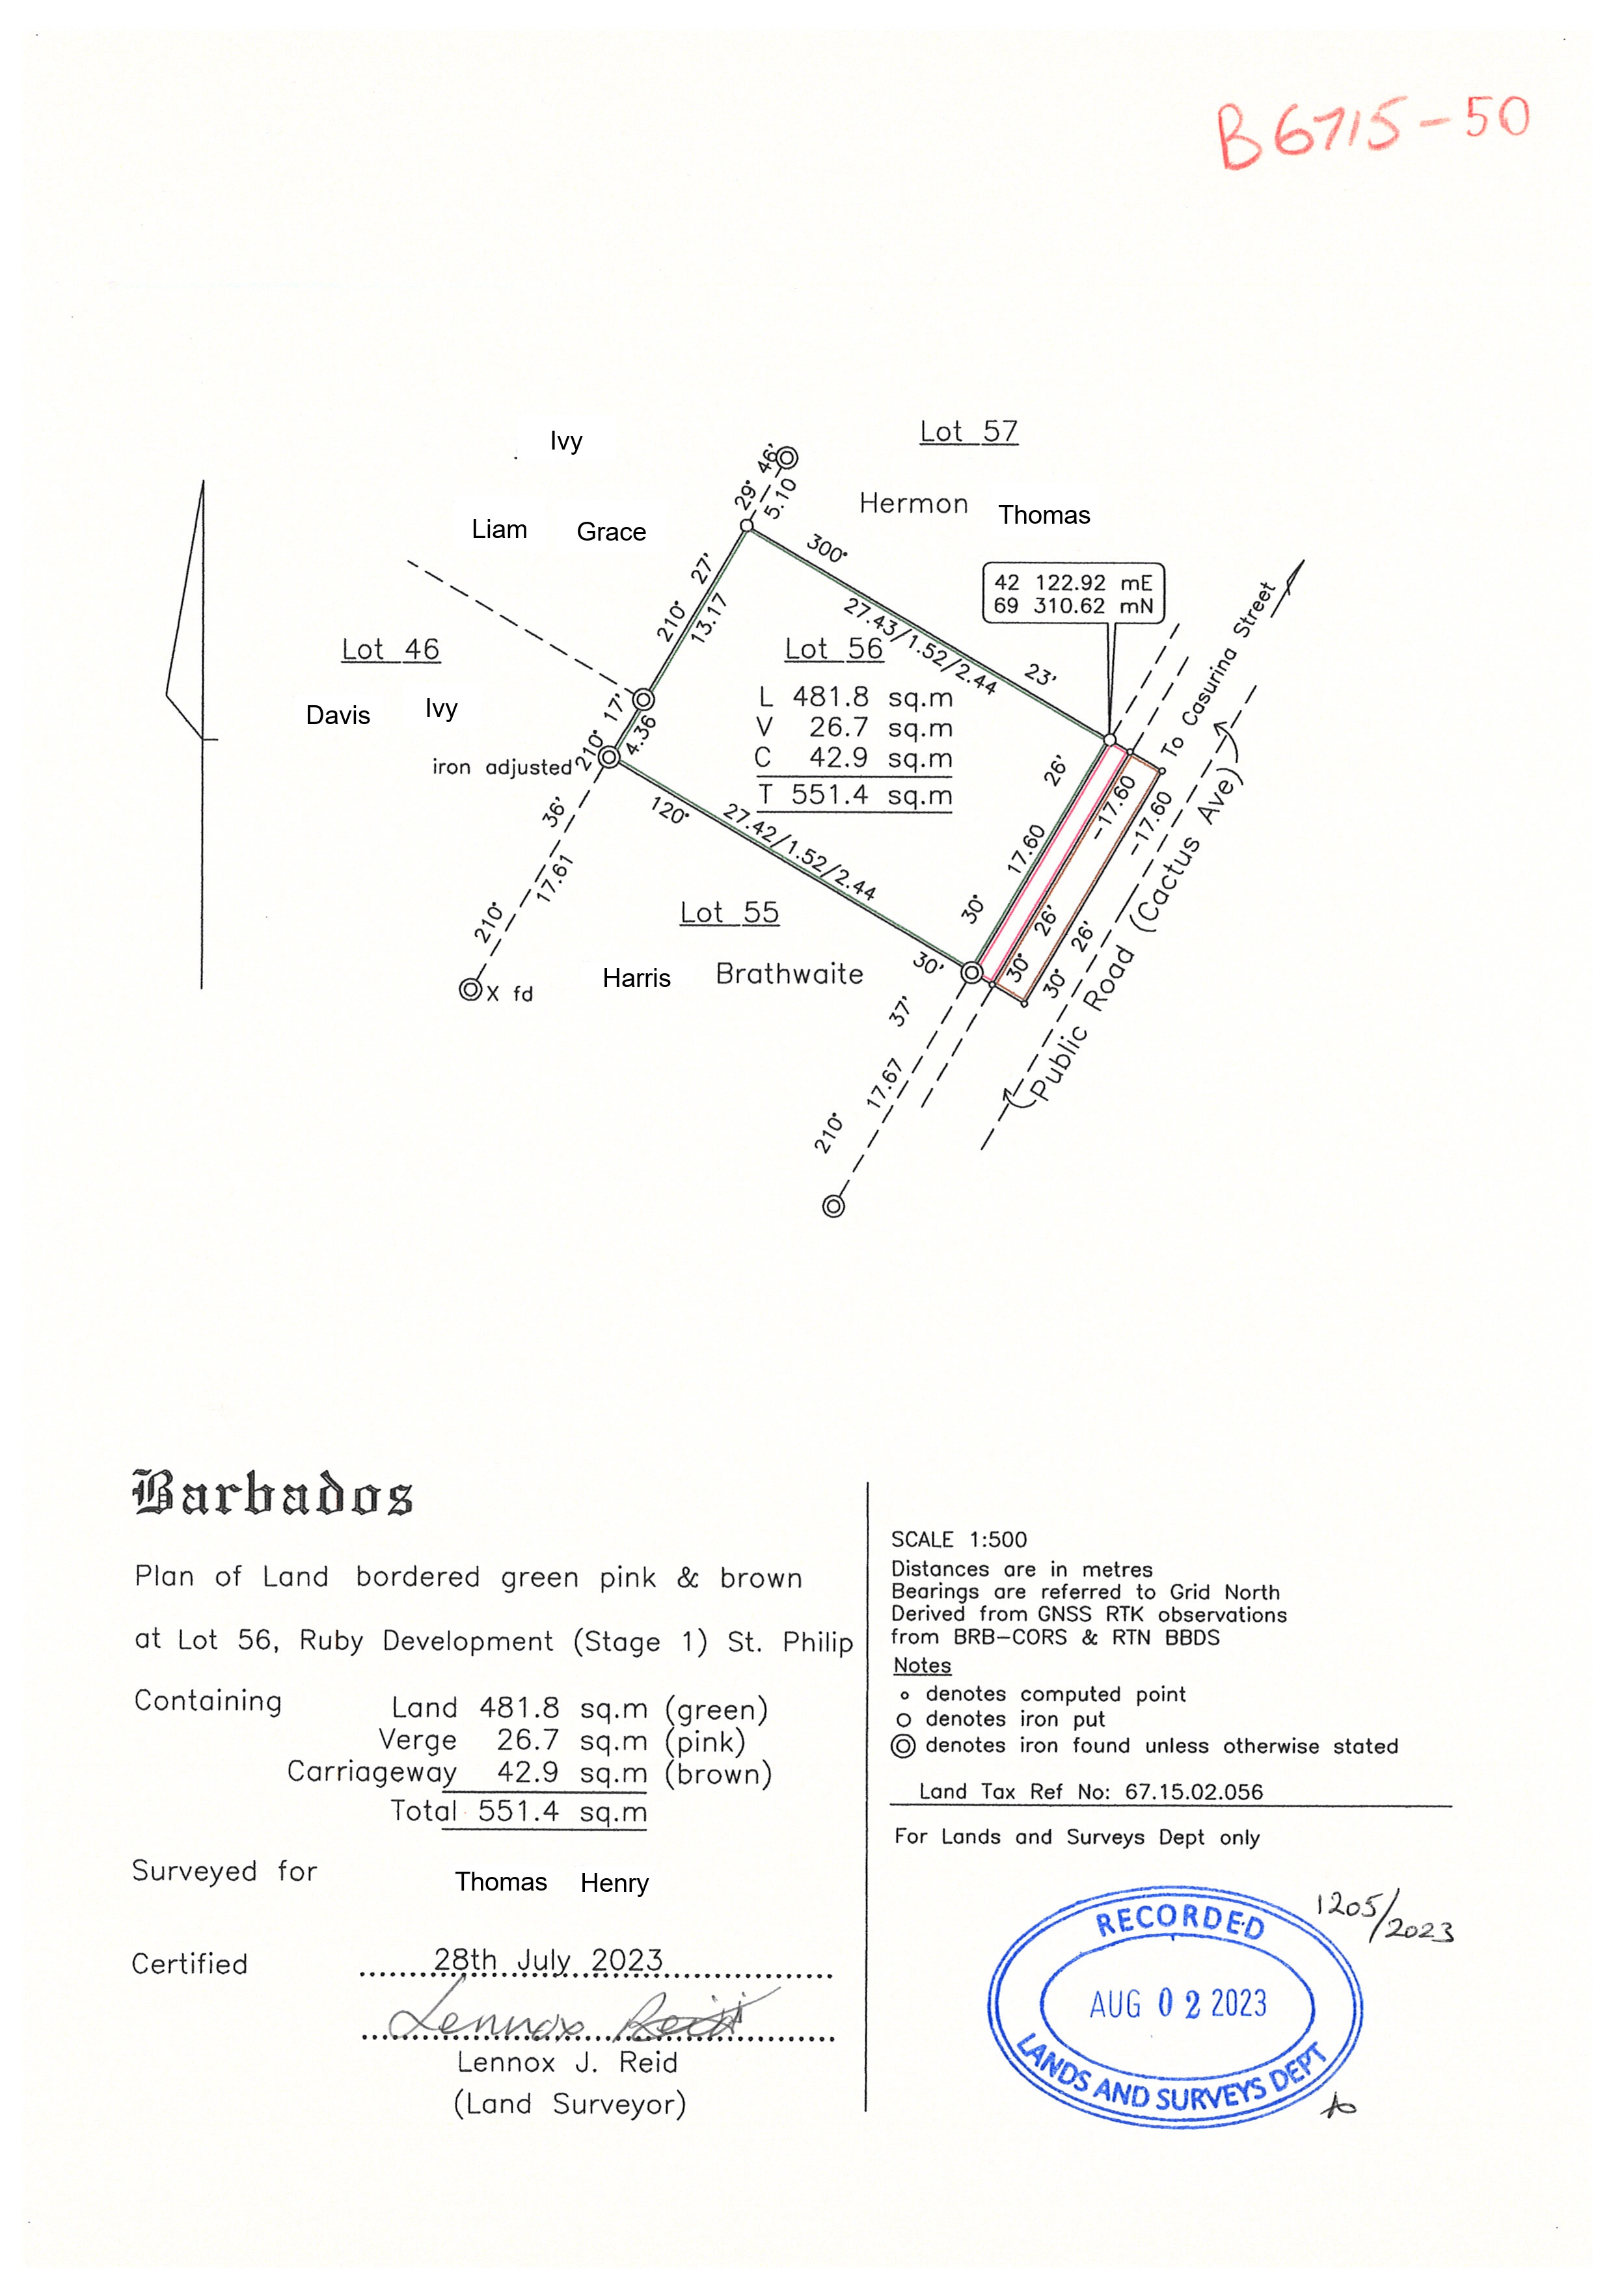 B6715-50
Ivy
Lot 57
29° 46'
5.10
Hermon Thomas
Liam Grace
300°
27.43/1.52/2.44
23'
42 122.92 mE
69 310.62 mN
210° 27'
13.17
Lot 46
Davis Ivy
iron adjusted
210° 17'
4.36
Lot 56
L 481.8 sq.m
V 26.7 sq.m
C 42.9 sq.m
T 551.4 sq.m
To Casurina Street
30° 26'
17.60
30° 26'
-17.60
30° 26'
-17.60
Public Road (Cactus Ave)
120°
27.42/1.52/2.44
30'
210° 36'
17.61
Lot 55
Harris Brathwaite
X fd
210° 37'
17.67
Barbados
Plan of Land bordered green pink & brown
at Lot 56, Ruby Development (Stage 1) St. Philip
Containing Land 481.8 sq.m (green)
Verge 26.7 sq.m (pink)
Carriageway 42.9 sq.m (brown)
Total 551.4 sq.m
Surveyed for Thomas Henry
Certified 28th July 2023
Lennox Reid
Lennox J. Reid
(Land Surveyor)
SCALE 1:500
Distances are in metres
Bearings are referred to Grid North
Derived from GNSS RTK observations
from BRB-CORS & RTN BBDS
Notes
denotes computed point
denotes iron put
denotes iron found unless otherwise stated
Land Tax Ref No: 67.15.02.056
For Lands and Surveys Dept only
1205/2023
RECORDED
AUG 02 2023
LANDS AND SURVEYS DEPT